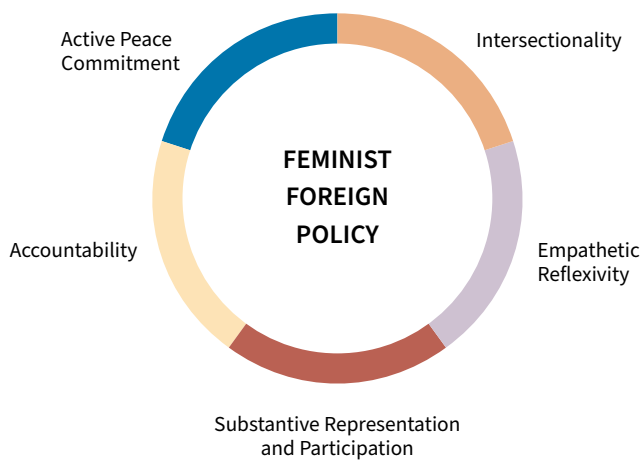 Active Peace
Commitment
Intersectionality
FEMINIST
FOREIGN
POLICY
Accountability
Empathetic
Reflexivity
Substantive Representation
and Participation